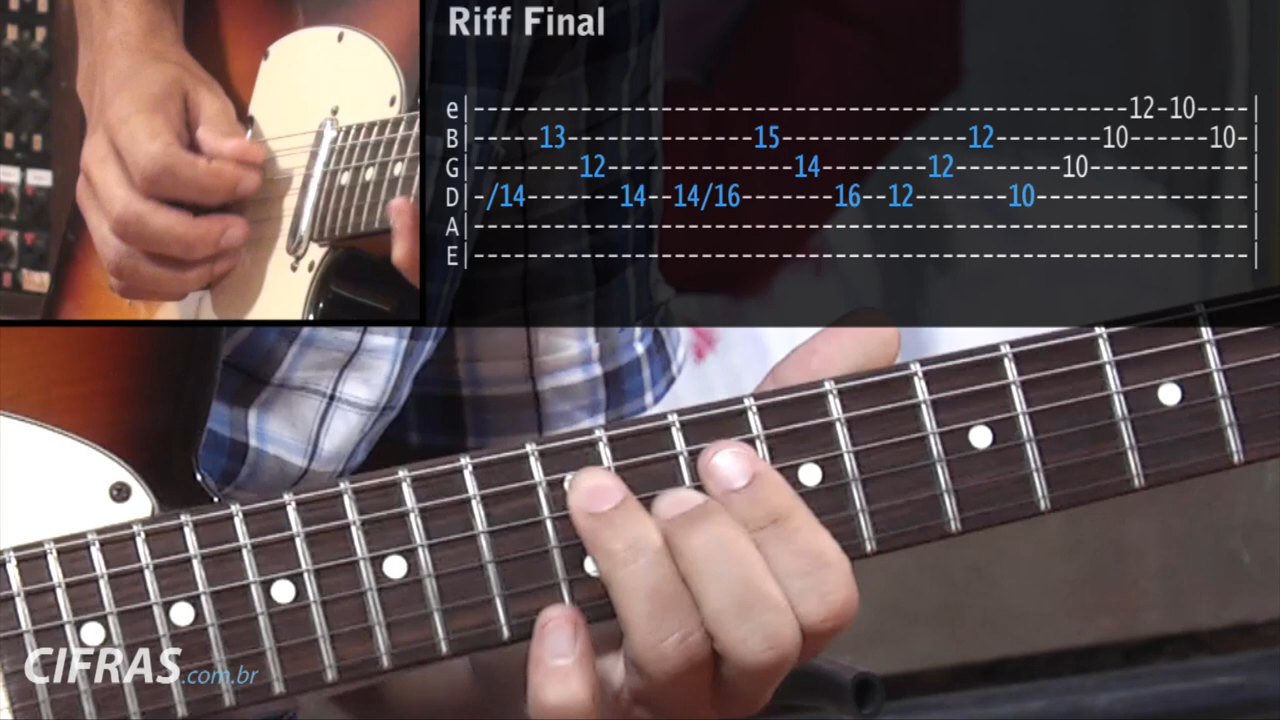 Riff Final
e|-------------------------------------------------12-10----|
B|-----13---------------15---------------12---------10-------10-|
G|--------12---------------14---------12-------10-------------|
D|-/14-------14--14/16--------16--12-------10-----------------|
A|----------------------------------------------------------|
E|----------------------------------------------------------|
CIFRAS.com.br